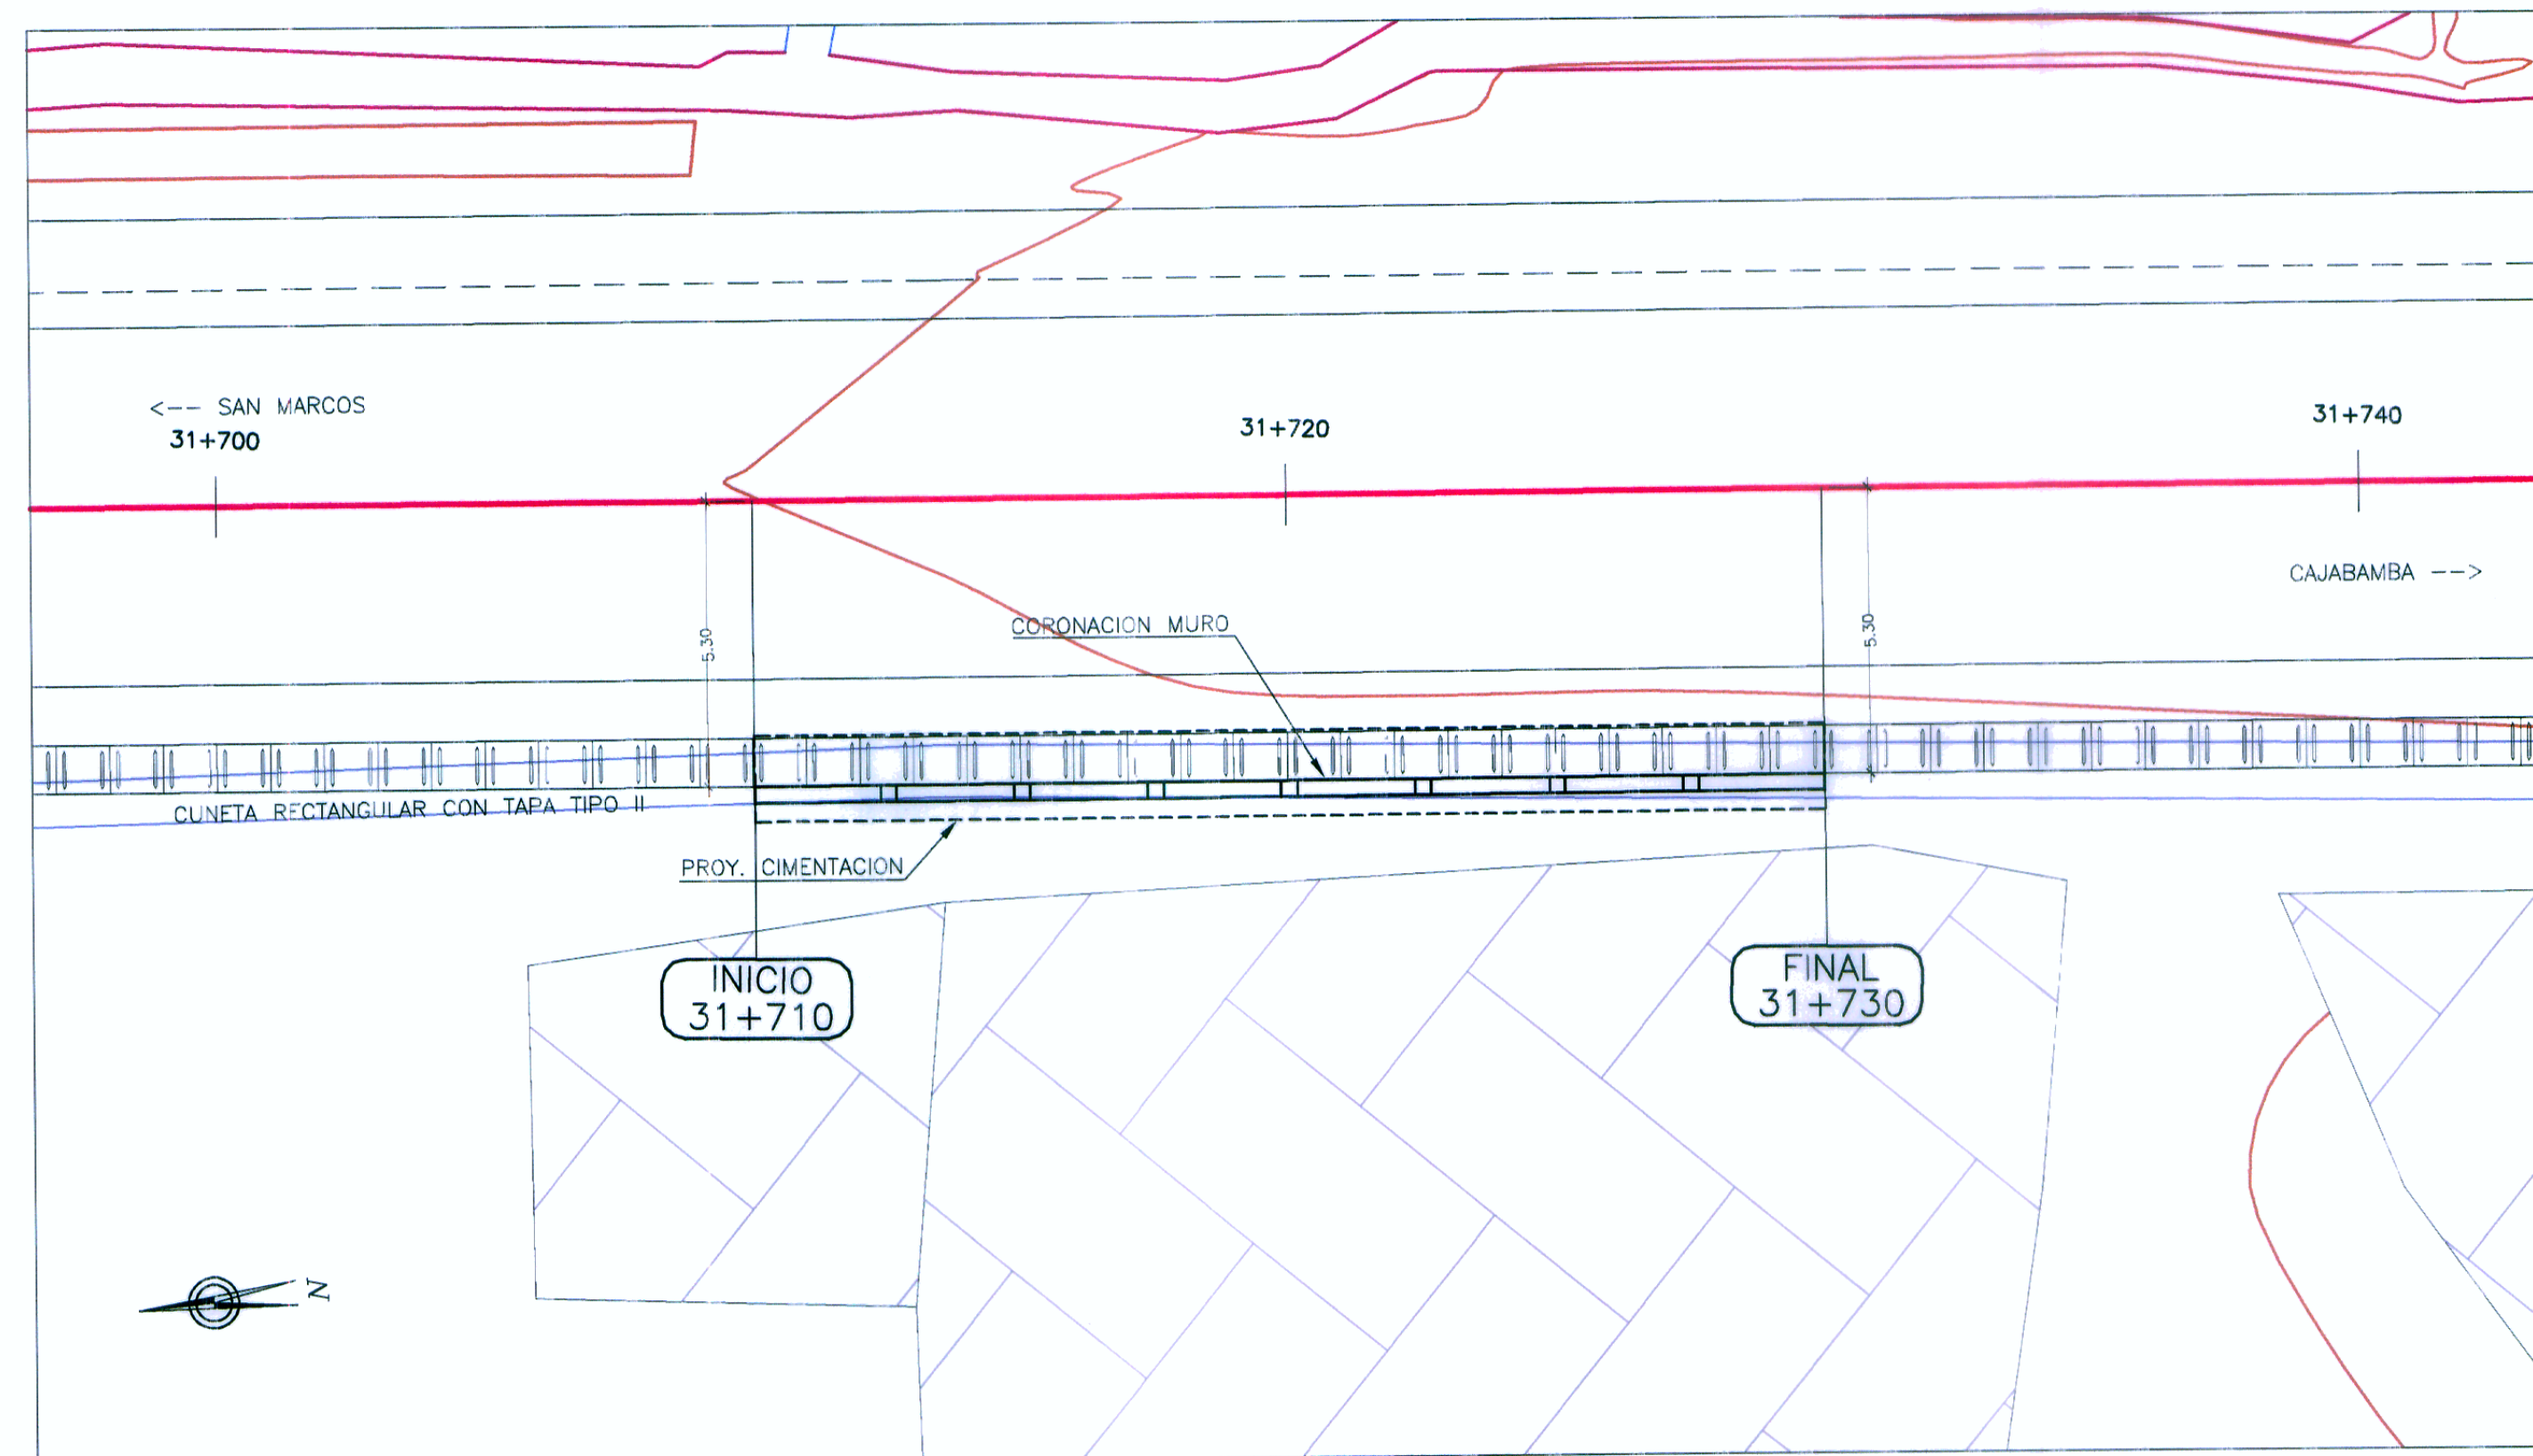 <-- SAN MARCOS
31+700
31+720
31+740
CAJABAMBA -->
CORONACION MURO
5.30
5.30
CUNETA RECTANGULAR CON TAPA TIPO II
PROY. CIMENTACION
INICIO
31+710
FINAL
31+730
N